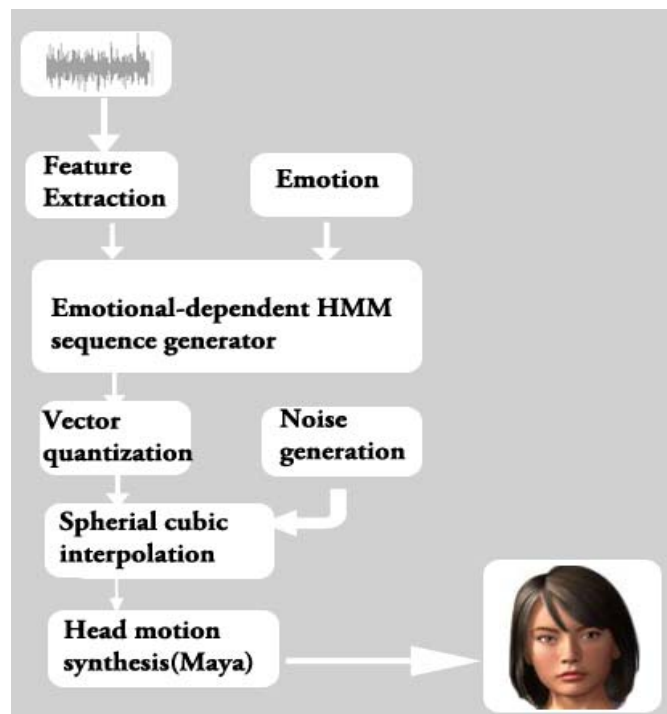 Feature
Extraction
Emotion
Emotional-dependent HMM
sequence generator
Vector
quantization
Noise
generation
Spherial cubic
interpolation
Head motion
synthesis(Maya)